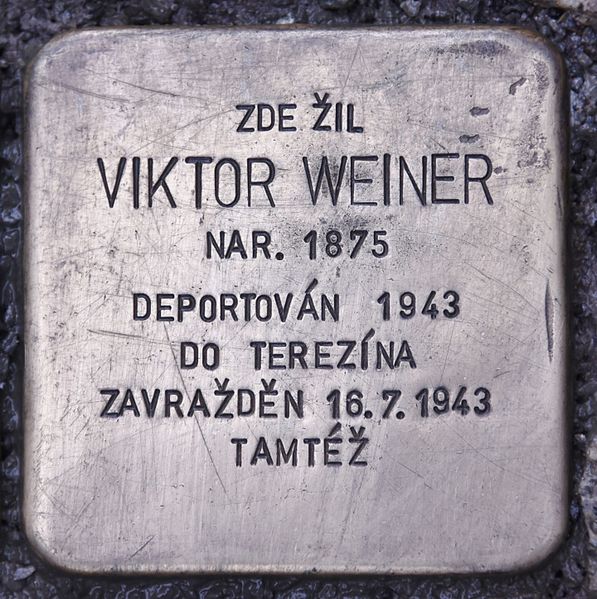 ZDE ŽIL
VIKTOR WEINER
NAR. 1875
DEPORTOVÁN 1943
DO TEREZÍNA
ZAVRAŽDĚN 16.7.1943
TAMTÉŽ